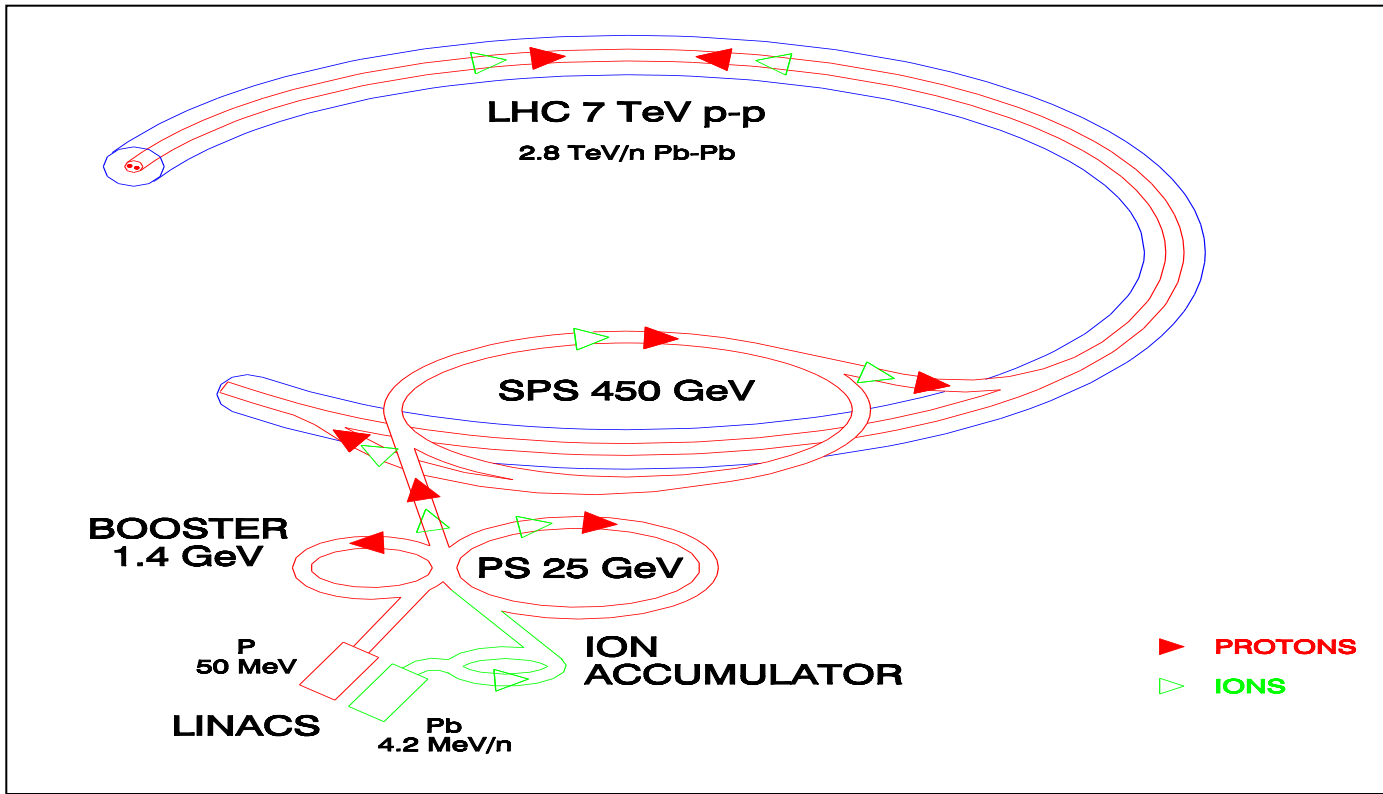 LHC 7 TeV p-p
2.8 TeV/n Pb-Pb
SPS 450 GeV
BOOSTER
1.4 GeV
PS 25 GeV
P
50 MeV
ION
ACCUMULATOR
LINACS
Pb
4.2 MeV/n
PROTONS
IONS